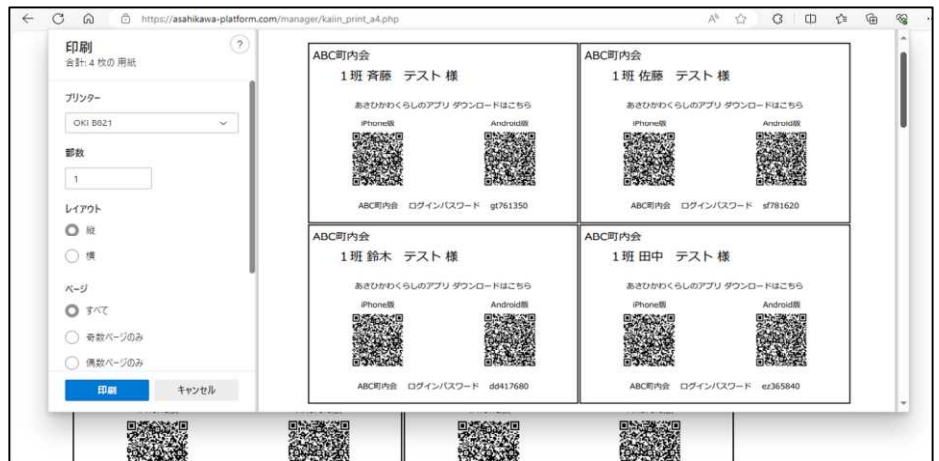 https://asahikawa-platform.com/manager/kaiin_print_a4.php
印刷
?
合計: 4 枚の 用紙
プリンター
OKI B821
部数
1
レイアウト
縦
横
ページ
すべて
奇数ページのみ
偶数ページのみ
印刷
キャンセル
ABC町内会
1班 斉藤 テスト 様
あさひかわくらしのアプリ ダウンロードはこちら
iPhone版 Android版
ABC町内会 ログインパスワード gt761350
ABC町内会
1班 佐藤 テスト 様
あさひかわくらしのアプリ ダウンロードはこちら
iPhone版 Android版
ABC町内会 ログインパスワード sf781620
ABC町内会
1班 鈴木 テスト 様
あさひかわくらしのアプリ ダウンロードはこちら
iPhone版 Android版
ABC町内会 ログインパスワード dd417680
ABC町内会
1班 田中 テスト 様
あさひかわくらしのアプリ ダウンロードはこちら
iPhone版 Android版
ABC町内会 ログインパスワード ez365840